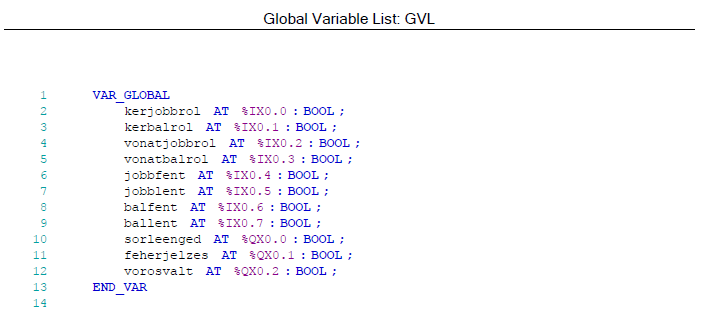 Global Variable List: GVL
1 VAR_GLOBAL
2 kerjobbrol AT %IX0.0 : BOOL ;
3 kerbalrol AT %IX0.1 : BOOL ;
4 vonatjobbrol AT %IX0.2 : BOOL ;
5 vonatbalrol AT %IX0.3 : BOOL ;
6 jobbfent AT %IX0.4 : BOOL ;
7 jobblent AT %IX0.5 : BOOL ;
8 balfent AT %IX0.6 : BOOL ;
9 ballent AT %IX0.7 : BOOL ;
10 sorleenged AT %QX0.0 : BOOL ;
11 feherjelzes AT %QX0.1 : BOOL ;
12 vorosvalt AT %QX0.2 : BOOL ;
13 END_VAR
14